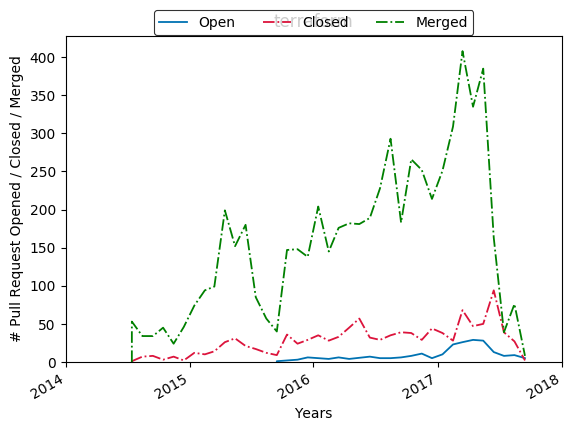 terraform
Open Closed Merged
# Pull Request Opened / Closed / Merged
400
350
300
250
200
150
100
50
0
2014 2015 2016 2017 2018
Years